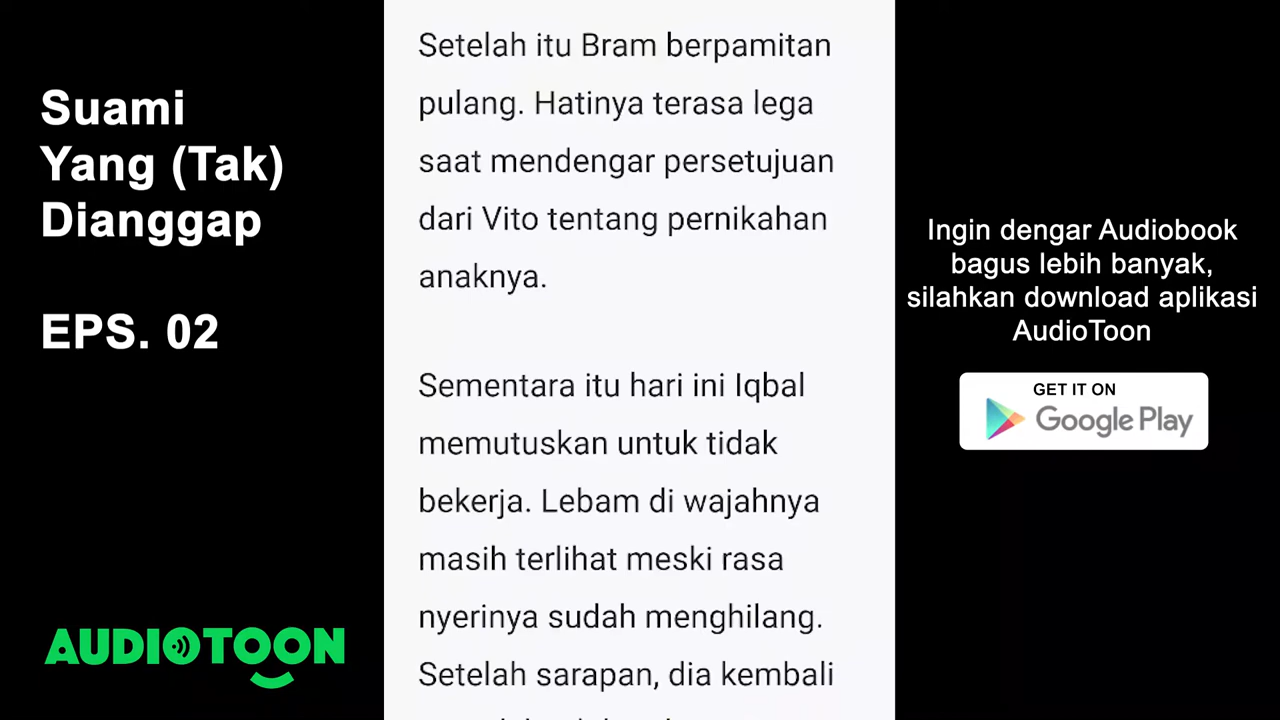 Suami
Yang (Tak)
Dianggap
EPS. 02
AUDIOTOON
Setelah itu Bram berpamitan
pulang. Hatinya terasa lega
saat mendengar persetujuan
dari Vito tentang pernikahan
anaknya.
Sementara itu hari ini Iqbal
memutuskan untuk tidak
bekerja. Lebam di wajahnya
masih terlihat meski rasa
nyerinya sudah menghilang.
Setelah sarapan, dia kembali
Ingin dengar Audiobook
bagus lebih banyak,
silahkan download aplikasi
AudioToon
GET IT ON
Google Play